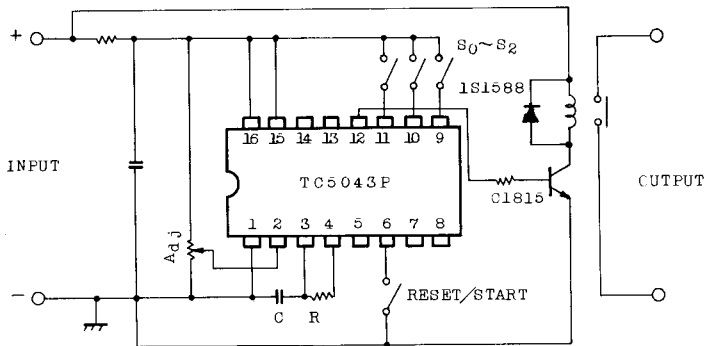 +
S0~S2
1S1588
16 15 14 13 12 11 10 9
INPUT
TC5043P
C1815
OUTPUT
1 2 3 4 5 6 7 8
Adj
RESET/START
−
C R